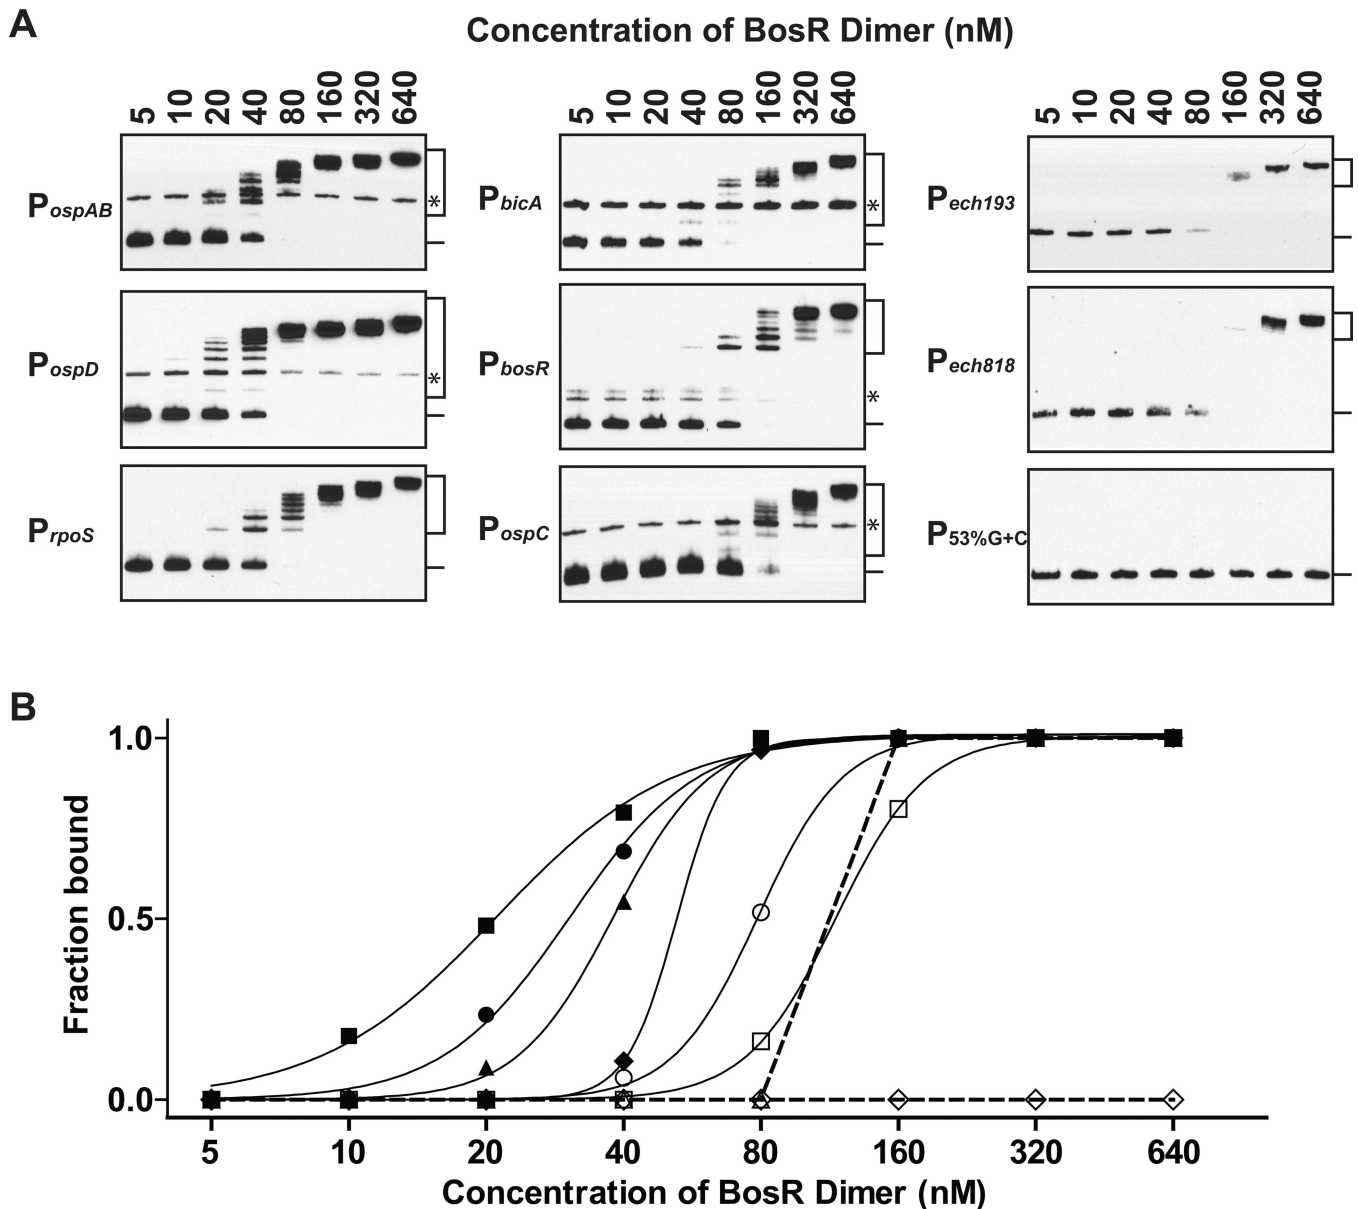 A
Concentration of BosR Dimer (nM)
5 10 20 40 80 160 320 640
5 10 20 40 80 160 320 640
5 10 20 40 80 160 320 640
PospAB
*
PbicA
*
Pech193
PospD
*
PbosR
*
Pech818
PrpoS
PospC
*
P53%G+C
B
1.0
0.5
0.0
Fraction bound
5 10 20 40 80 160 320 640
Concentration of BosR Dimer (nM)